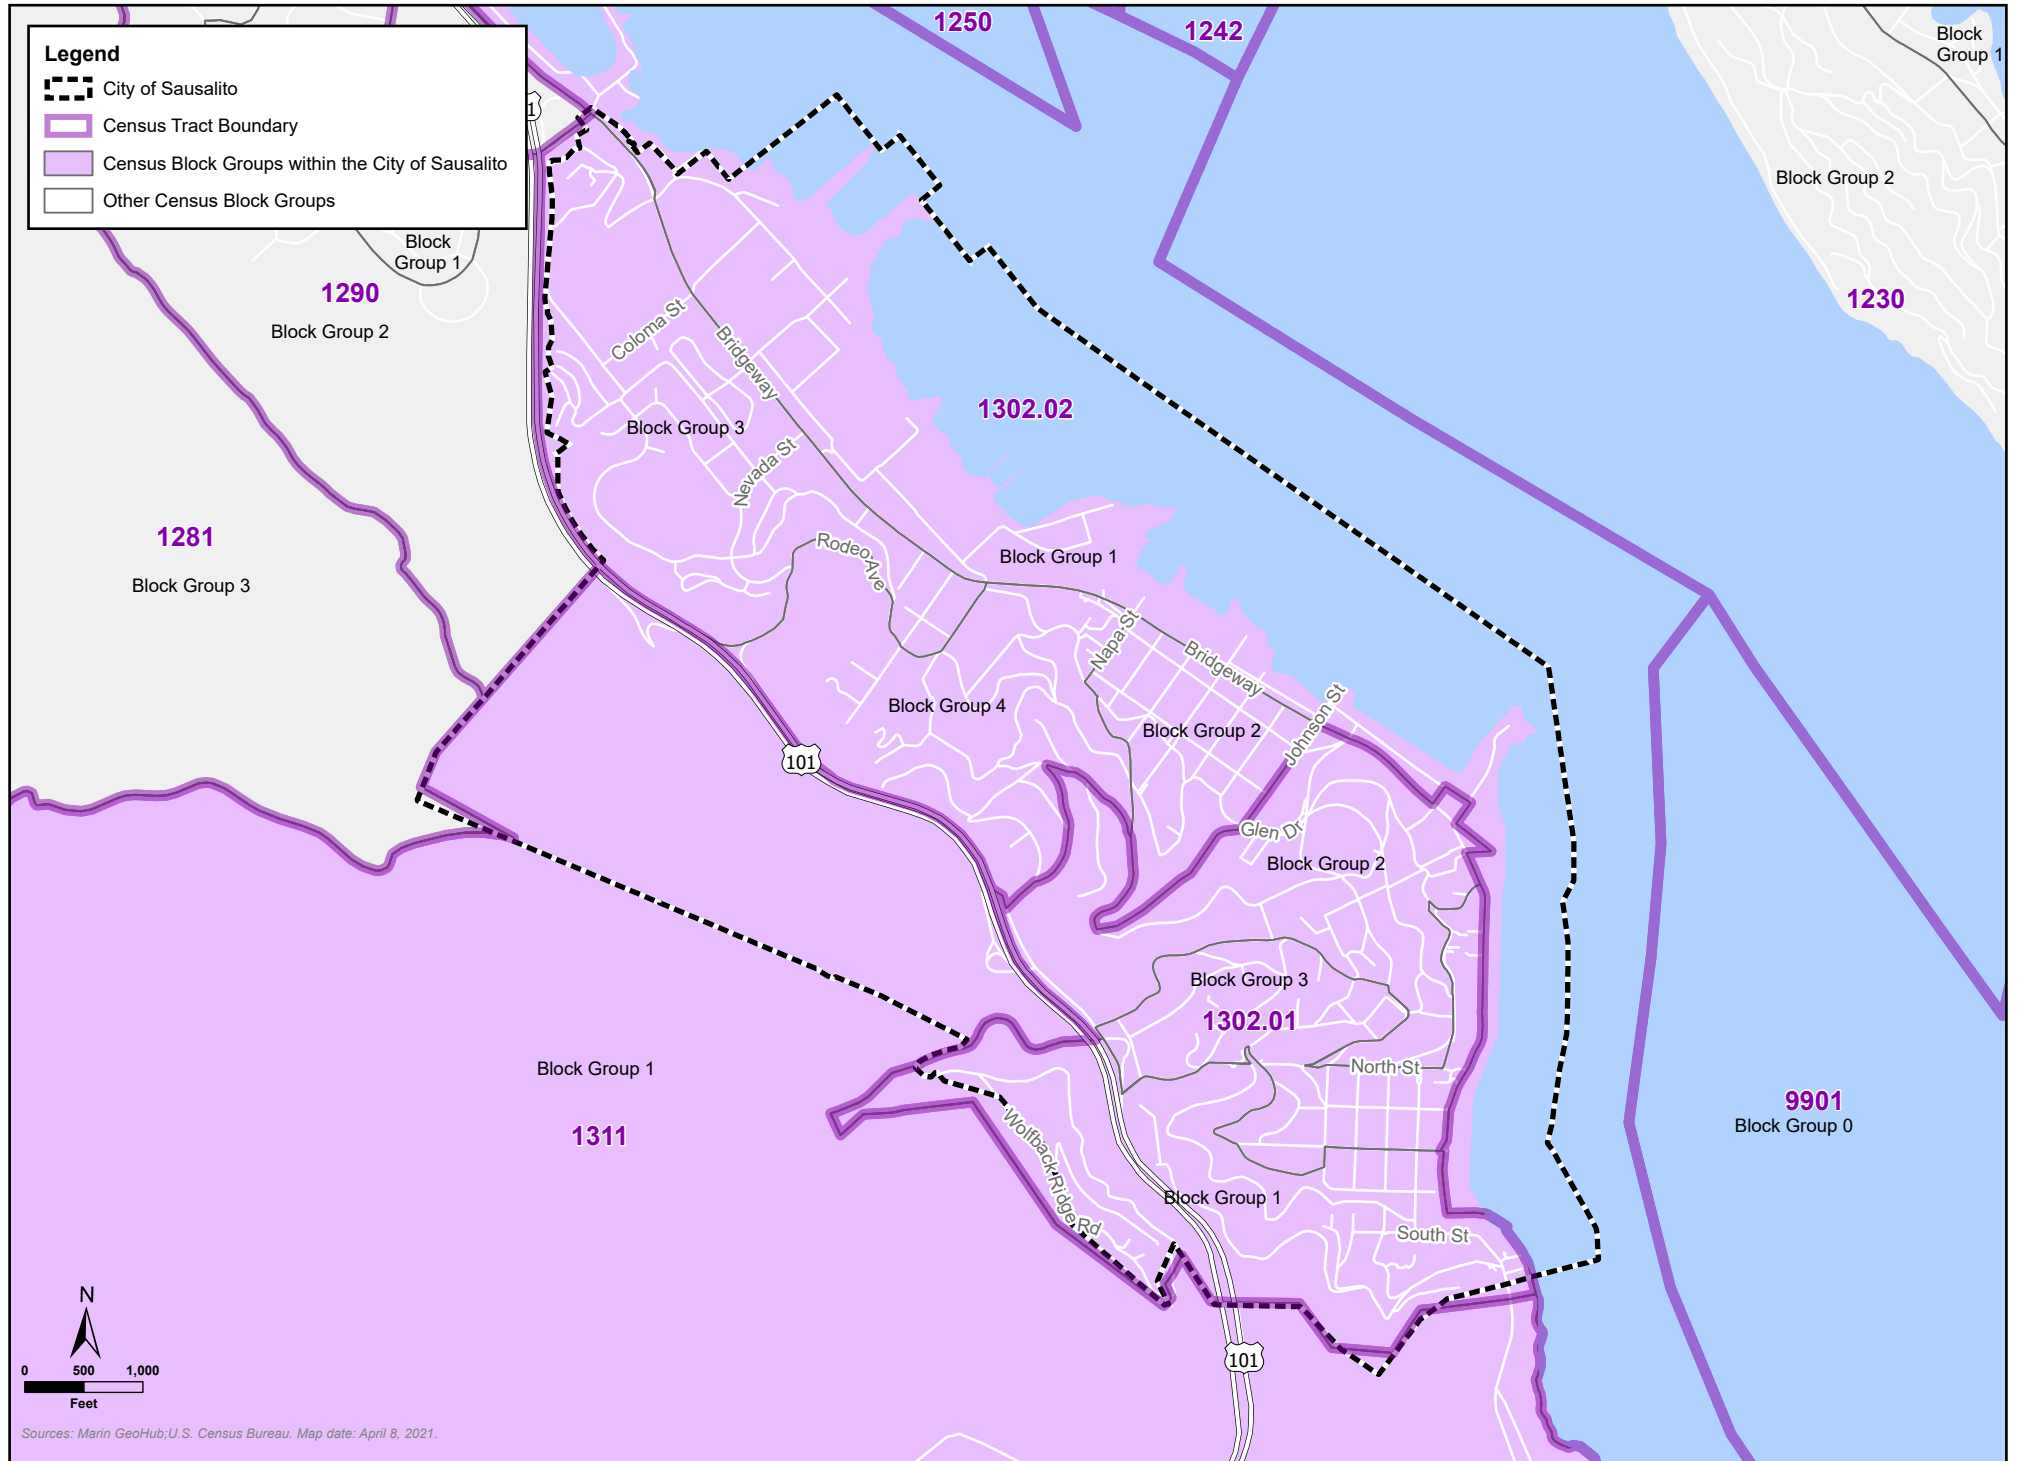 1250
1242
Block
Group 1
Legend
City of Sausalito
Census Tract Boundary
Census Block Groups within the City of Sausalito
Other Census Block Groups
1
Block Group 2
Block
Group 1
1290
Block Group 2
1230
Coloma St
Bridgeway
1302.02
Block Group 3
Nevada St
1281
Block Group 3
Rodeo Ave
Block Group 1
Napa St
Bridgeway
Block Group 4
Block Group 2
Johnson St
101
Glen Dr
Block Group 2
Block Group 3
1302.01
North St
Block Group 1
1311
9901
Block Group 0
Wolfback Ridge Rd
Block Group 1
South St
N
101
0 500 1,000
Feet
Sources: Marin GeoHub;U.S. Census Bureau. Map date: April 8, 2021.